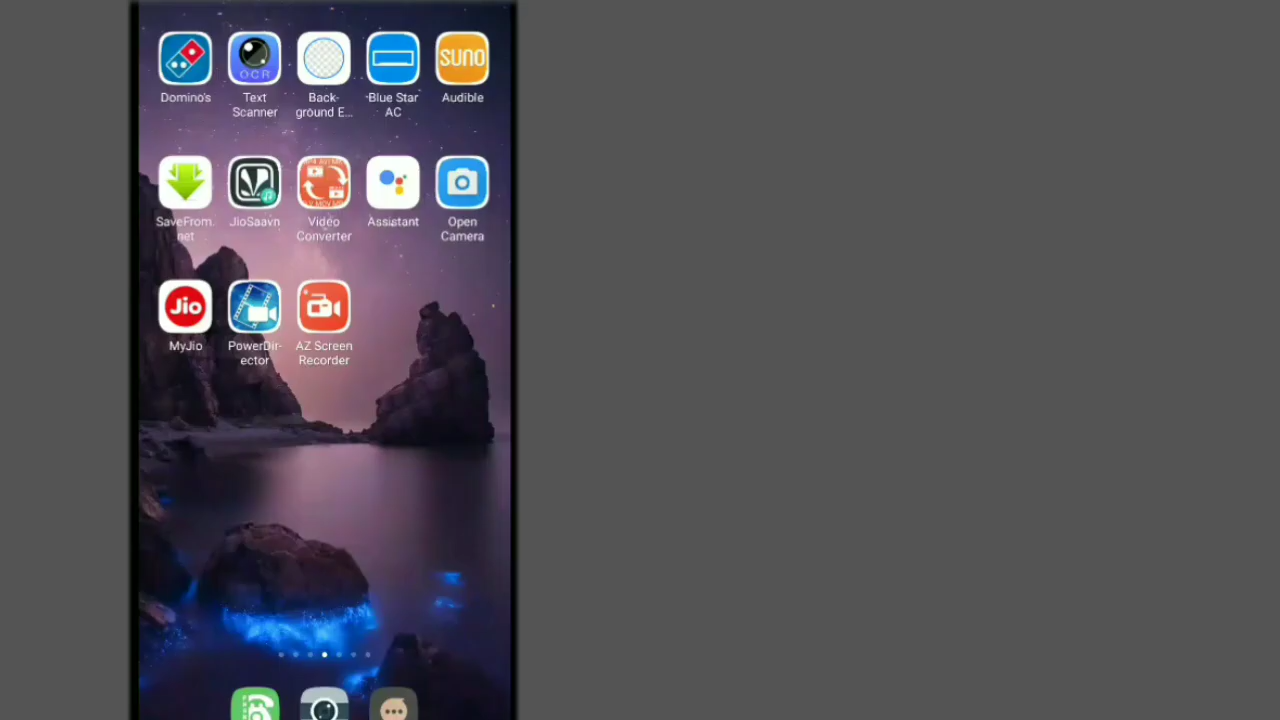 suno
OCR
Domino's
Text
Scanner
Back-
ground E...
Blue Star
AC
Audible
SaveFrom.
net
JioSaavn
Video
Converter
Assistant
Open
Camera
Jio
MyJio
PowerDir-
ector
AZ Screen
Recorder